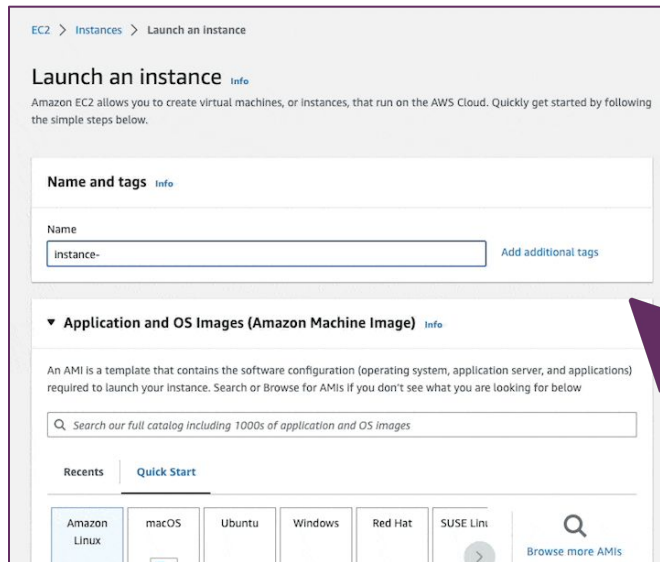 EC2 > Instances > Launch an instance
Launch an instance Info
Amazon EC2 allows you to create virtual machines, or instances, that run on the AWS Cloud. Quickly get started by following
the simple steps below.
Name and tags Info
Name
instance-
Add additional tags
▼ Application and OS Images (Amazon Machine Image) Info
An AMI is a template that contains the software configuration (operating system, application server, and applications)
required to launch your instance. Search or Browse for AMIs if you don't see what you are looking for below
Search our full catalog including 1000s of application and OS images
Recents Quick Start
Amazon Linux
macOS
Ubuntu
Windows
Red Hat
SUSE
Browse more AMIs